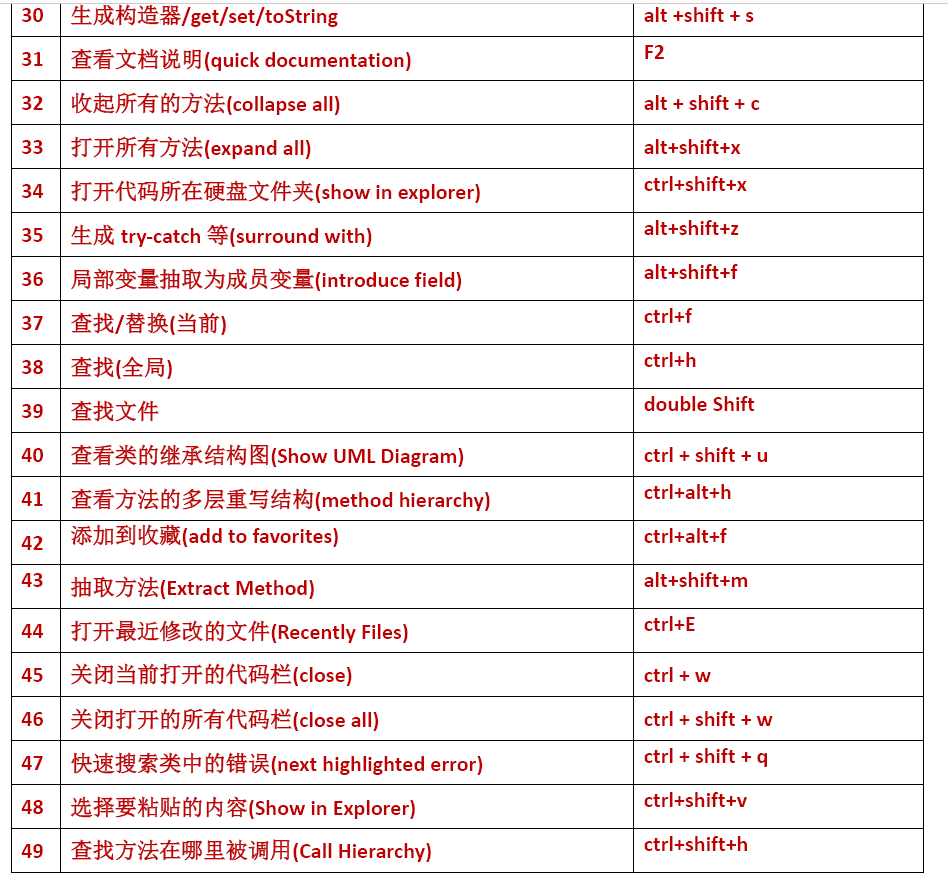 30 生成构造器/get/set/toString alt +shift + s
31 查看文档说明(quick documentation) F2
32 收起所有的方法(collapse all) alt + shift + c
33 打开所有方法(expand all) alt+shift+x
34 打开代码所在硬盘文件夹(show in explorer) ctrl+shift+x
35 生成 try-catch 等(surround with) alt+shift+z
36 局部变量抽取为成员变量(introduce field) alt+shift+f
37 查找/替换(当前) ctrl+f
38 查找(全局) ctrl+h
39 查找文件 double Shift
40 查看类的继承结构图(Show UML Diagram) ctrl + shift + u
41 查看方法的多层重写结构(method hierarchy) ctrl+alt+h
42 添加到收藏(add to favorites) ctrl+alt+f
43 抽取方法(Extract Method) alt+shift+m
44 打开最近修改的文件(Recently Files) ctrl+E
45 关闭当前打开的代码栏(close) ctrl + w
46 关闭打开的所有代码栏(close all) ctrl + shift + w
47 快速搜索类中的错误(next highlighted error) ctrl + shift + q
48 选择要粘贴的内容(Show in Explorer) ctrl+shift+v
49 查找方法在哪里被调用(Call Hierarchy) ctrl+shift+h